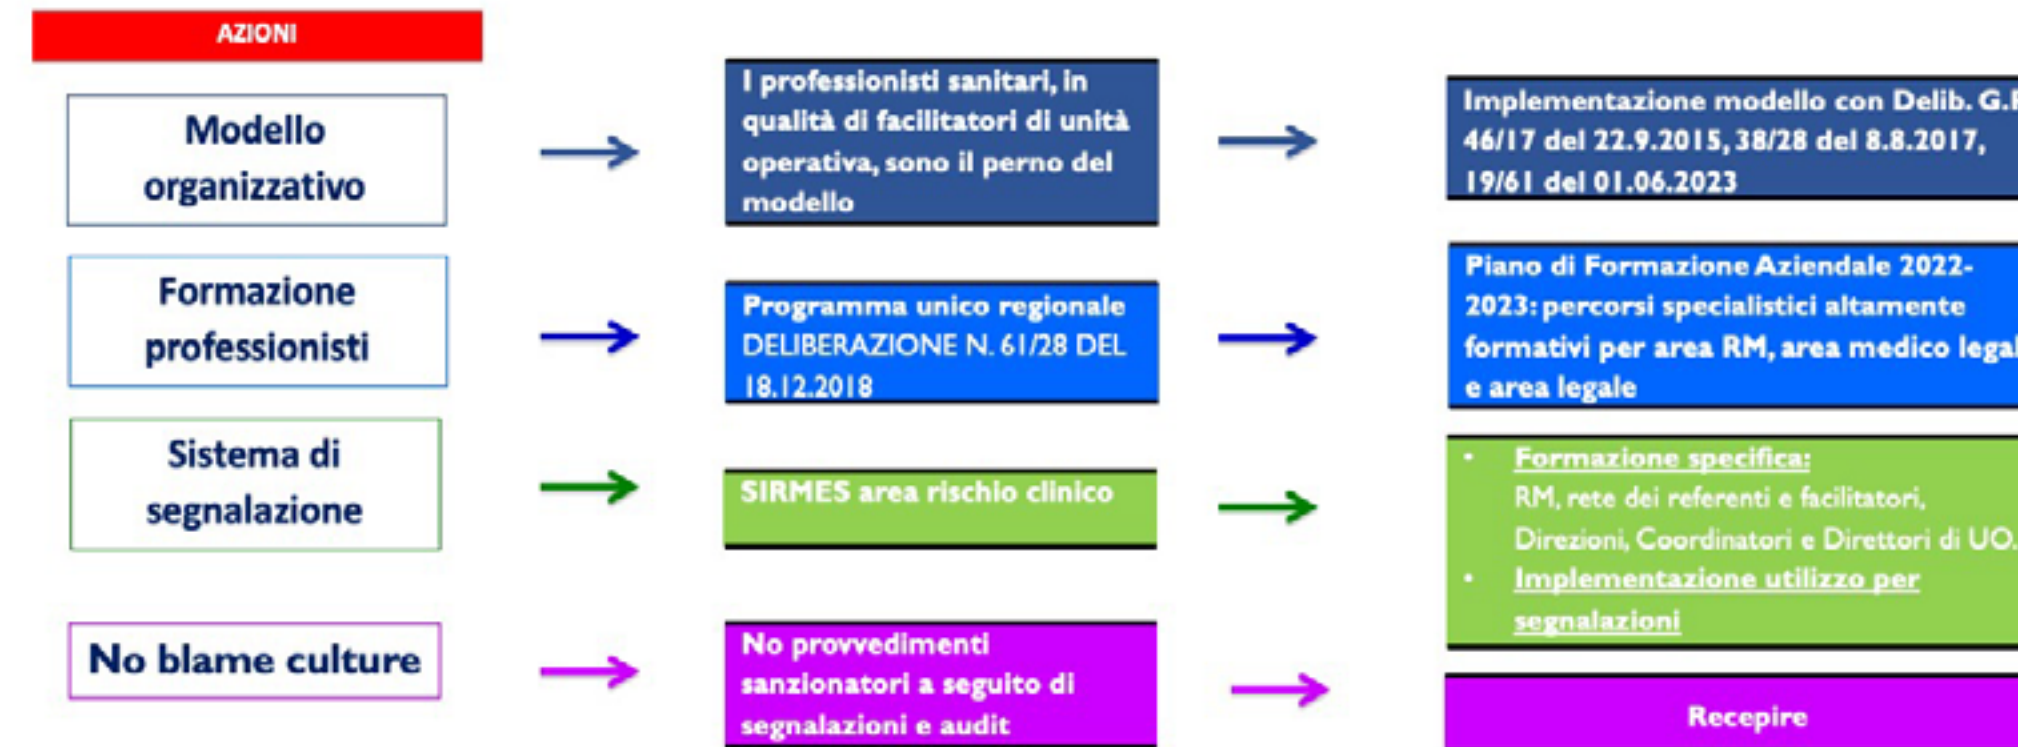 AZIONI
Modello
organizzativo
I professionisti sanitari, in
qualità di facilitatori di unità
operativa, sono il perno del
modello
Implementazione modello con Delib.
46/17 del 22.9.2015, 38/28 del 8.8.2017,
19/61 del 01.06.2023
Formazione
professionisti
Programma unico regionale
DELIBERAZIONE N. 61/28 DEL
18.12.2018
Piano di Formazione Aziendale 2022-
2023: percorsi specialistici altamente
formativi per area RM, area medico
e area legale
Sistema di
segnalazione
SIRMES area rischio clinico
• Formazione specifica:
RM, rete dei referenti e facilitatori,
Direzioni, Coordinatori e Direttori di UO.
• Implementazione utilizzo per
segnalazioni
No blame culture
No provvedimenti
sanzionatori a seguito di
segnalazioni e audit
Recepire